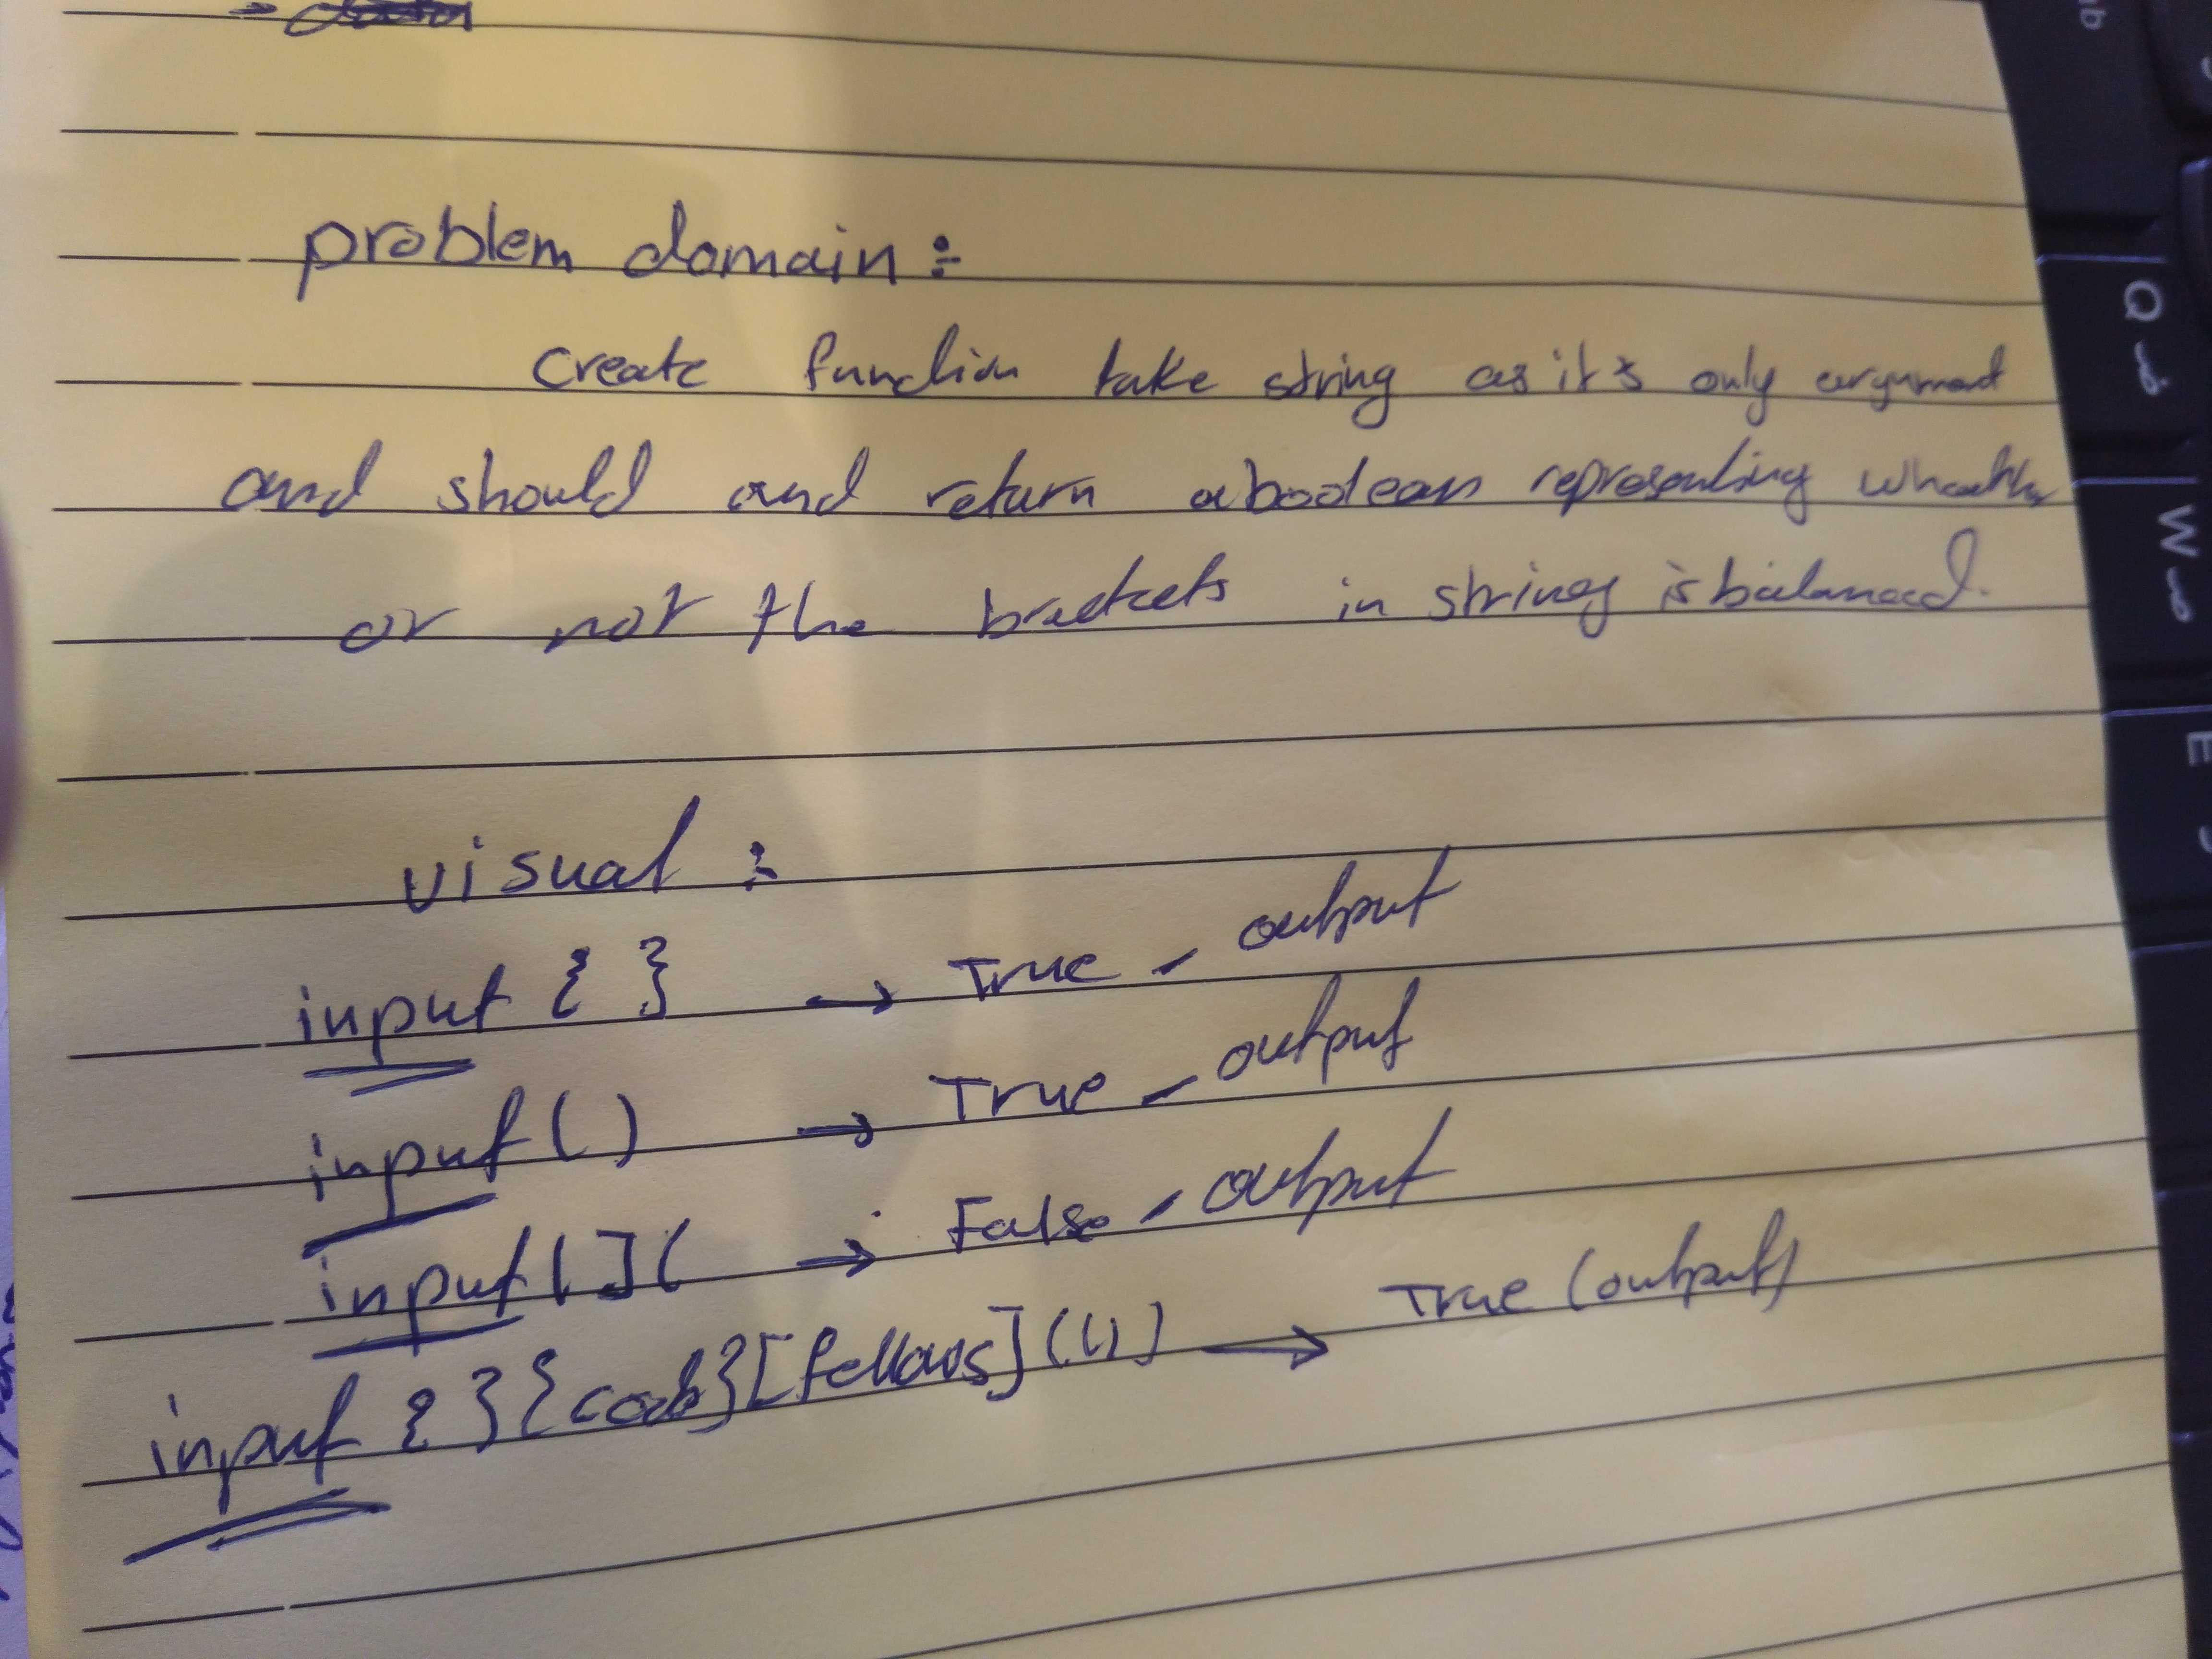 problem domain :
create function take string as it's only argument
and should and return a boolean representing wheather
or not the brackets in string is balanced.
visual :
input { } → True - output
input ( ) → True - output
input [ ] ( → False - output
input { } { code } [ fellows ] ( ( ) ) → True (output)
Q
W
E